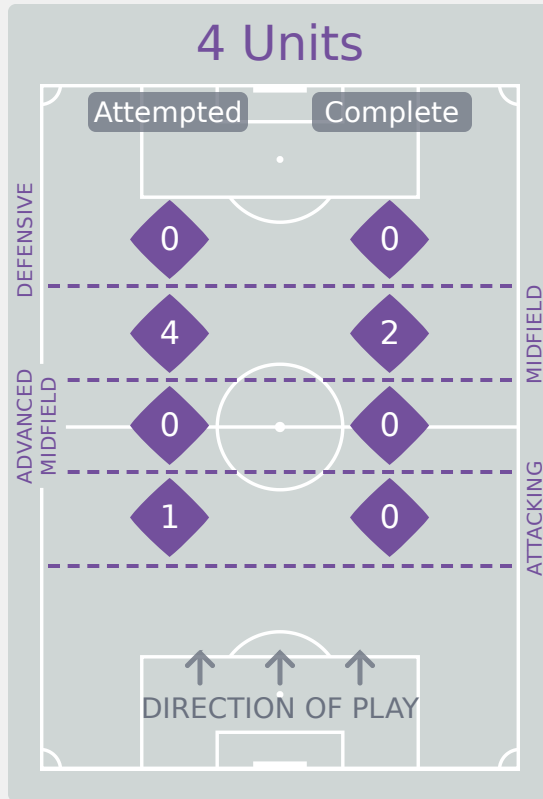 4 Units
Attempted
Complete
DEFENSIVE
0
0
MIDFIELD
4
2
ADVANCED
MIDFIELD
0
0
ATTACKING
1
0
DIRECTION OF PLAY